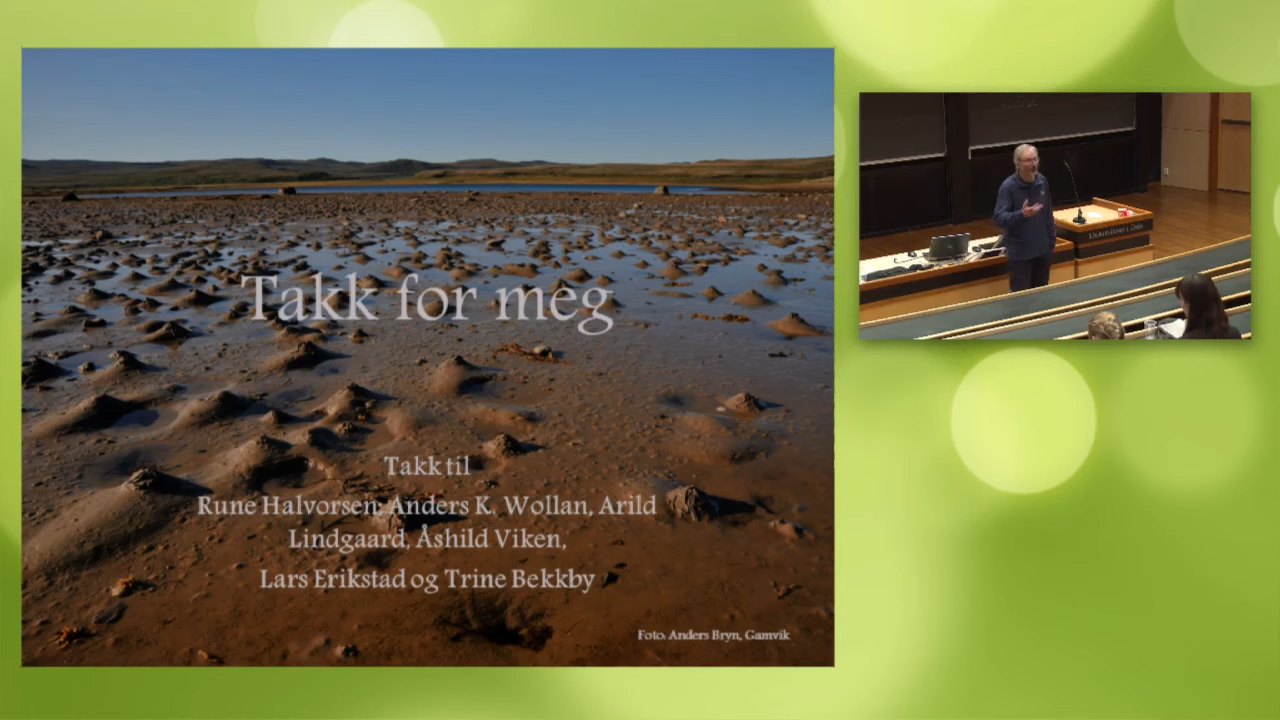 Takk for meg
Takk til
Rune Halvorsen, Anders K. Wollan, Arild
Lindgaard, Åshild Viken,
Lars Erikstad og Trine Bekkby
Foto: Anders Bryn, Gamvik